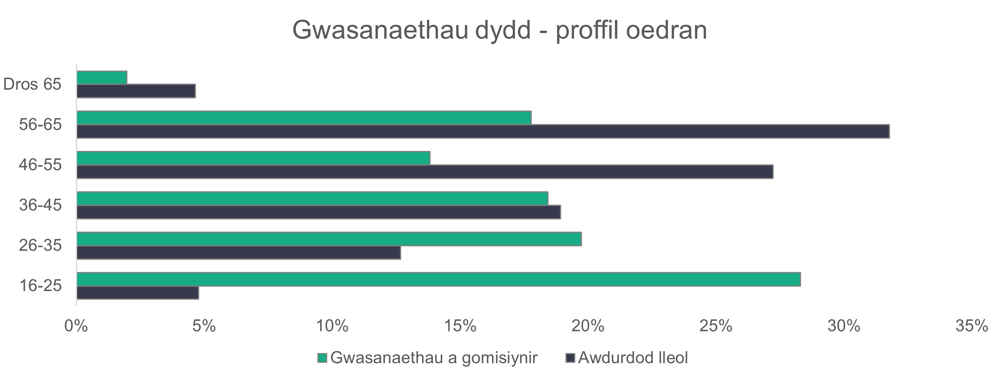 Gwasanaethau dydd - proffil oedran
Dros 65
56-65
46-55
36-45
26-35
16-25
0% 5% 10% 15% 20% 25% 30% 35%
Gwasanaethau a gomisiynir Awdurdod lleol